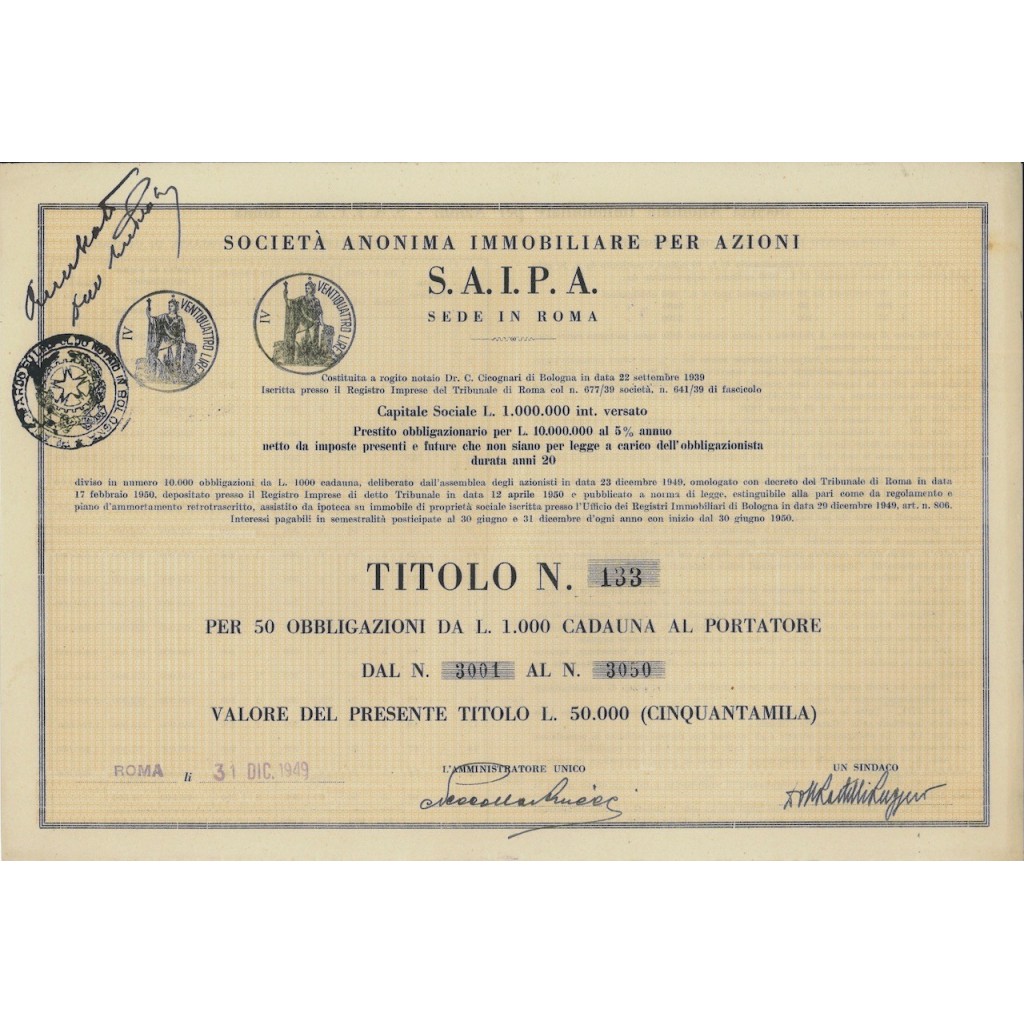 SOCIETÀ ANONIMA IMMOBILIARE PER AZIONI
S.A.I.P.A.
SEDE IN ROMA
IV VENTIQUATTRO LIRE
IV VENTIQUATTRO LIRE
NOTAIO IN BOLOGNA
Costituita a rogito notaio Dr. C. Cicognari di Bologna in data 22 settembre 1939
Iscritta presso il Registro Imprese del Tribunale di Roma col n. 677/39 società, n. 641/39 di fascicolo
Capitale Sociale L. 1.000.000 int. versato
Prestito obbligazionario per L. 10.000.000 al 5% annuo
netto da imposte presenti e future che non siano per legge a carico dell'obbligazionista
durata anni 20
diviso in numero 10.000 obbligazioni da L. 1000 cadauna, deliberato dall'assemblea degli azionisti in data 23 dicembre 1949, omologato con decreto del Tribunale di Roma in data
17 febbraio 1950, depositato presso il Registro Imprese di detto Tribunale in data 12 aprile 1950 e pubblicato a norma di legge, estinguibile alla pari come da regolamento e
piano d'ammortamento retrotrascritto, assistito da ipoteca su immobile di proprietà sociale iscritta presso l'Ufficio dei Registri Immobiliari di Bologna in data 29 dicembre 1949, art. n. 806.
Interessi pagabili in semestralità posticipate al 30 giugno e 31 dicembre d'ogni anno con inizio dal 30 giugno 1950.
TITOLO N. 133
PER 50 OBBLIGAZIONI DA L. 1.000 CADAUNA AL PORTATORE
DAL N. 3001 AL N. 3050
VALORE DEL PRESENTE TITOLO L. 50.000 (CINQUANTAMILA)
ROMA li 31 DIC. 1949
L'AMMINISTRATORE UNICO
UN SINDACO